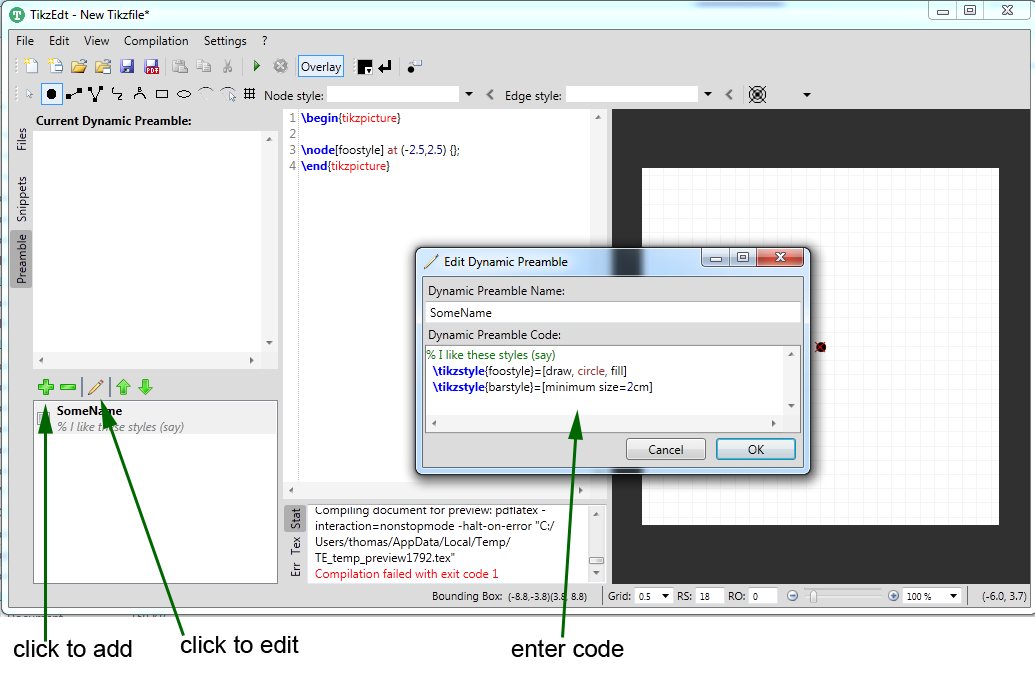 TikzEdt - New Tikzfile*
File Edit View Compilation Settings ?
PDF
Overlay
Node style: Edge style:
Files
Snippets
Preamble
Current Dynamic Preamble:
1 \begin{tikzpicture}
2
3 \node[foostyle] at (-2.5,2.5) {};
4 \end{tikzpicture}
Edit Dynamic Preamble
Dynamic Preamble Name:
SomeName
Dynamic Preamble Code:
% I like these styles (say)
\tikzstyle{foostyle}=[draw, circle, fill]
\tikzstyle{barstyle}=[minimum size=2cm]
Cancel OK
SomeName
% I like these styles (say)
Stat
Tex
Err
Compiling document for preview: pdflatex -
interaction=nonstopmode -halt-on-error "C:/
Users/thomas/AppData/Local/Temp/
TE_temp_preview1792.tex"
Compilation failed with exit code 1
Bounding Box: (-8.8,-3.8)(3.8, 8.8) Grid: 0.5 RS: 18 RO: 0 100 % (-6.0, 3.7)
click to add
click to edit
enter code